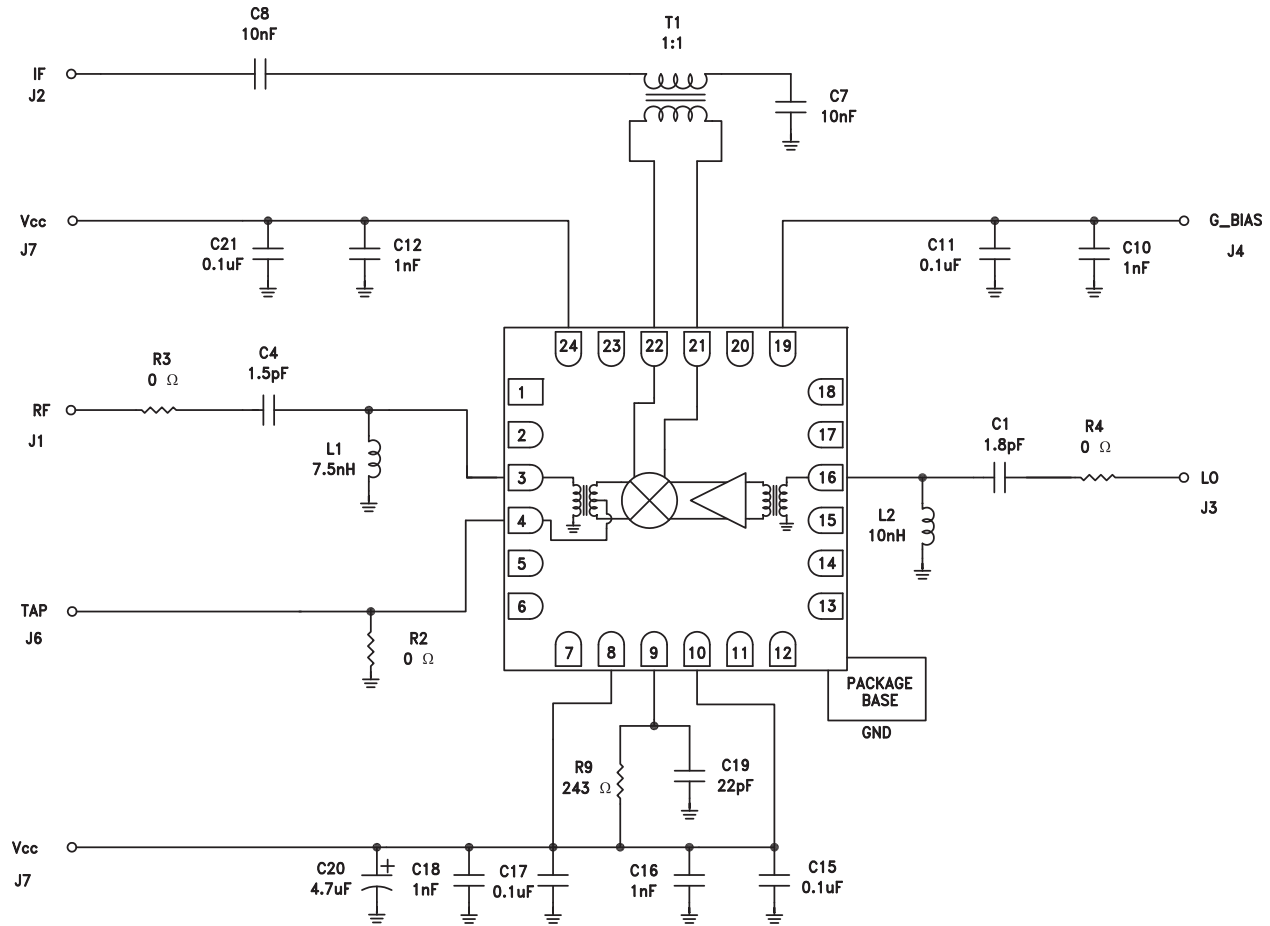 C8
10nF
T1
1:1
IF
J2
C7
10nF
Vcc
J7
C21
0.1uF
C12
1nF
C11
0.1uF
C10
1nF
G_BIAS
J4
24
23
22
21
20
19
R3
0 Ω
C4
1.5pF
RF
J1
L1
7.5nH
1
2
3
4
5
6
18
17
16
15
14
13
C1
1.8pF
R4
0 Ω
LO
J3
L2
10nH
TAP
J6
R2
0 Ω
7
8
9
10
11
12
PACKAGE
BASE
GND
R9
243 Ω
C19
22pF
Vcc
J7
C20
4.7uF
+
C18
1nF
C17
0.1uF
C16
1nF
C15
0.1uF